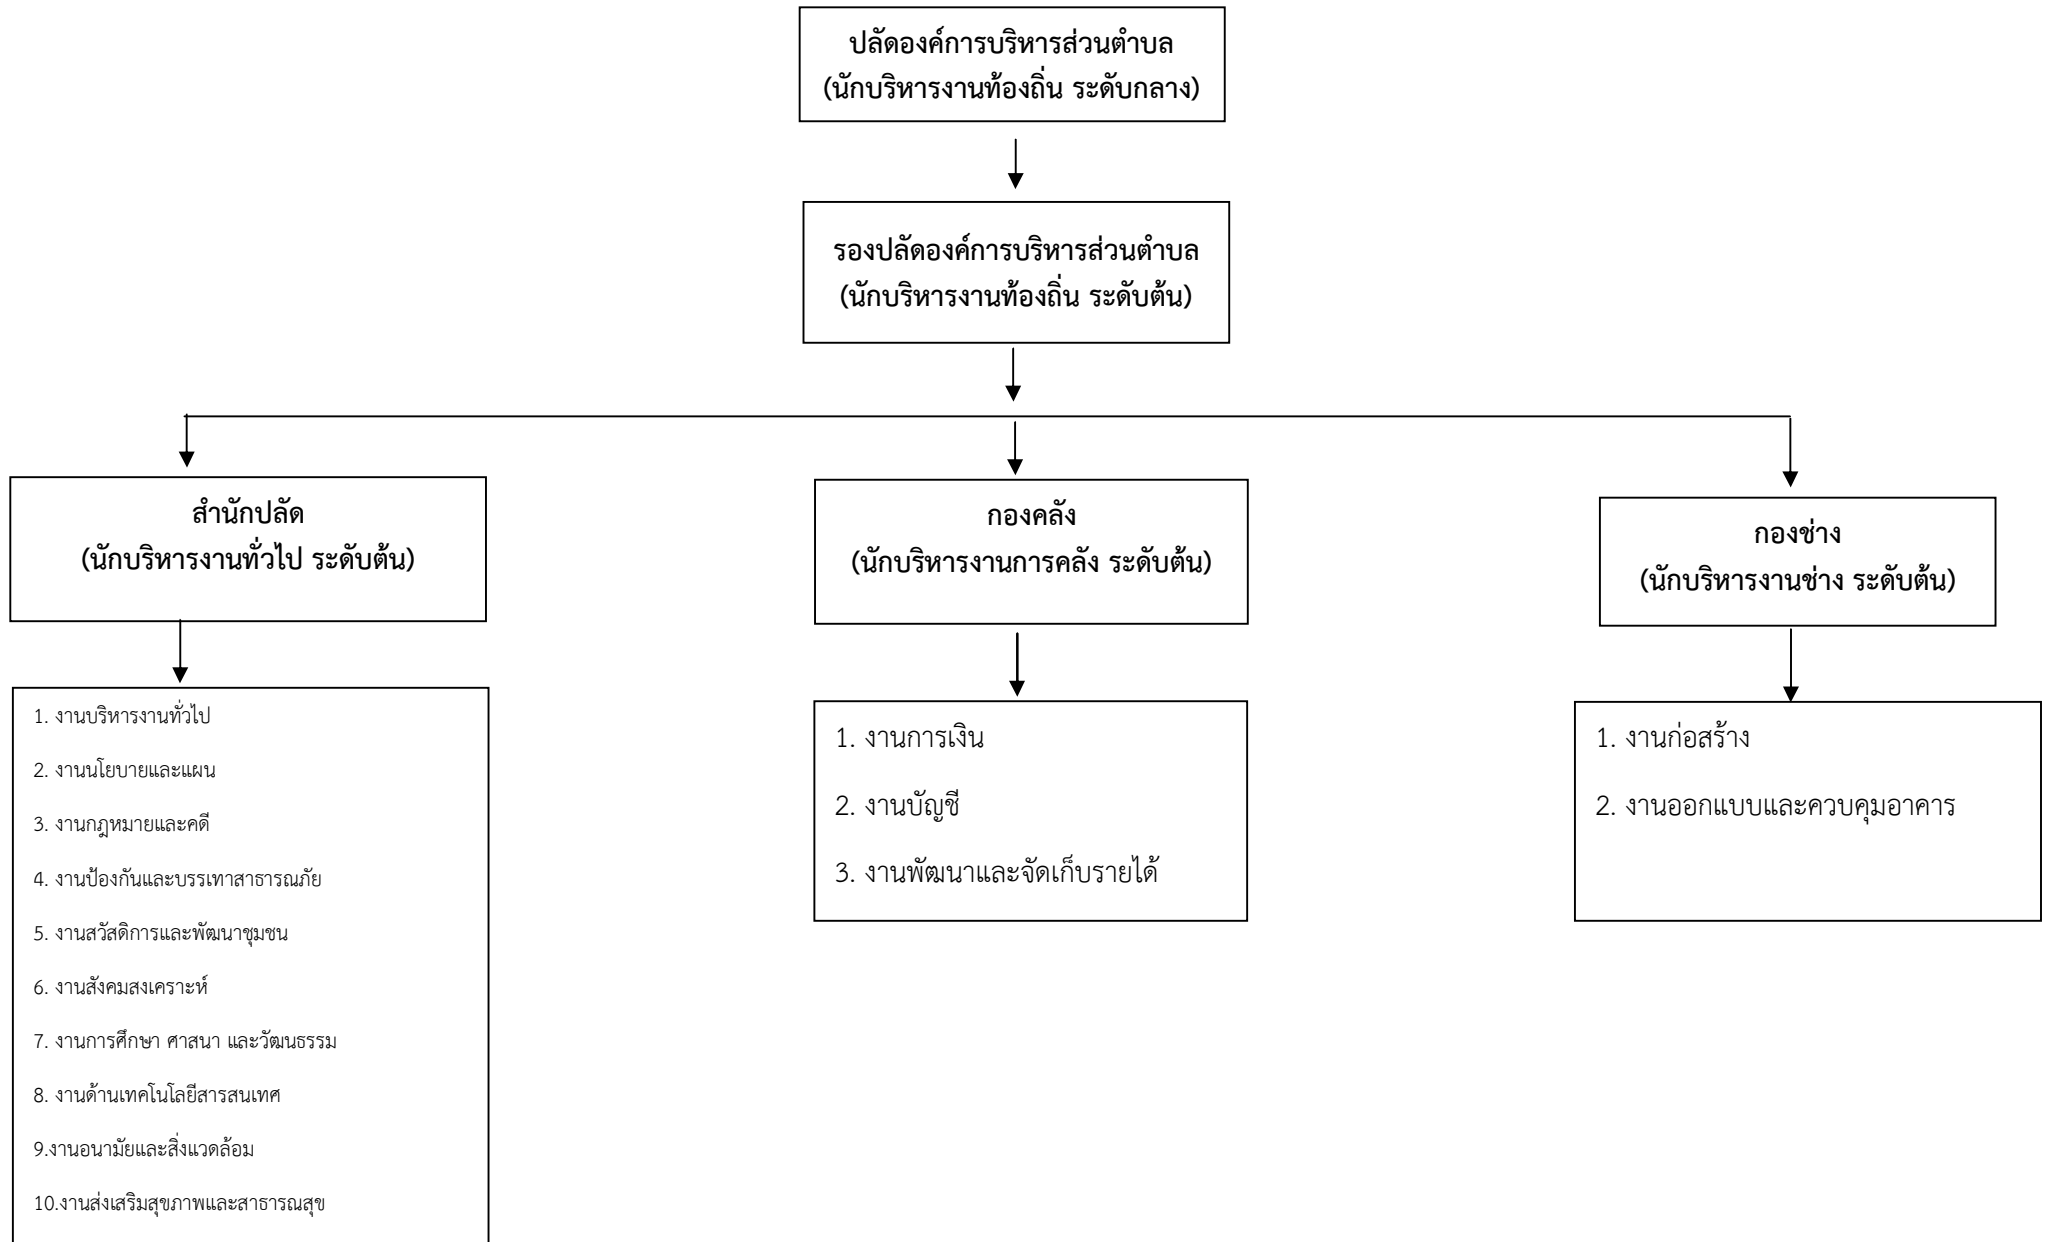 ปลัดองค์การบริหารส่วนตำบล
(นักบริหารงานท้องถิ่น ระดับกลาง)
รองปลัดองค์การบริหารส่วนตำบล
(นักบริหารงานท้องถิ่น ระดับต้น)
สำนักปลัด
(นักบริหารงานทั่วไป ระดับต้น)
กองคลัง
(นักบริหารงานการคลัง ระดับต้น)
กองช่าง
(นักบริหารงานช่าง ระดับต้น)
1. งานบริหารงานทั่วไป
2. งานนโยบายและแผน
3. งานกฎหมายและคดี
4. งานป้องกันและบรรเทาสาธารณภัย
5. งานสวัสดิการและพัฒนาชุมชน
6. งานสังคมสงเคราะห์
7. งานการศึกษา ศาสนา และวัฒนธรรม
8. งานด้านเทคโนโลยีสารสนเทศ
9.งานอนามัยและสิ่งแวดล้อม
10.งานส่งเสริมสุขภาพและสาธารณสุข
1. งานการเงิน
2. งานบัญชี
3. งานพัฒนาและจัดเก็บรายได้
1. งานก่อสร้าง
2. งานออกแบบและควบคุมอาคาร